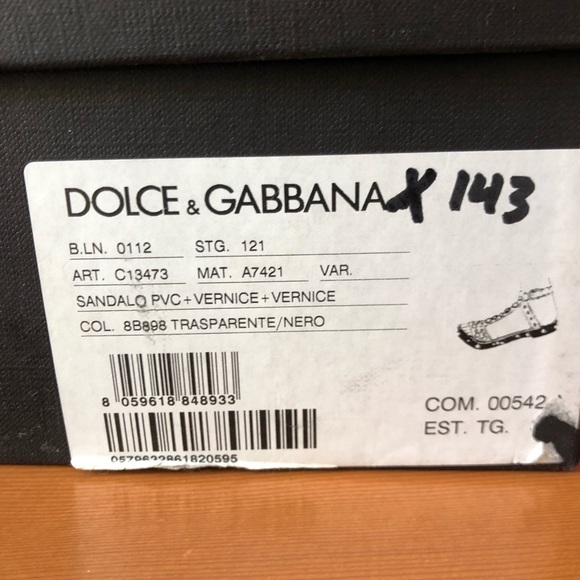 DOLCE & GABBANA X 143
B.LN. 0112 STG. 121
ART. C13473 MAT. A7421 VAR.
SANDALO PVC+VERNICE+VERNICE
COL. 8B898 TRASPARENTE/NERO
8 059618 848933
0579622861820595
COM. 00542
EST. TG.